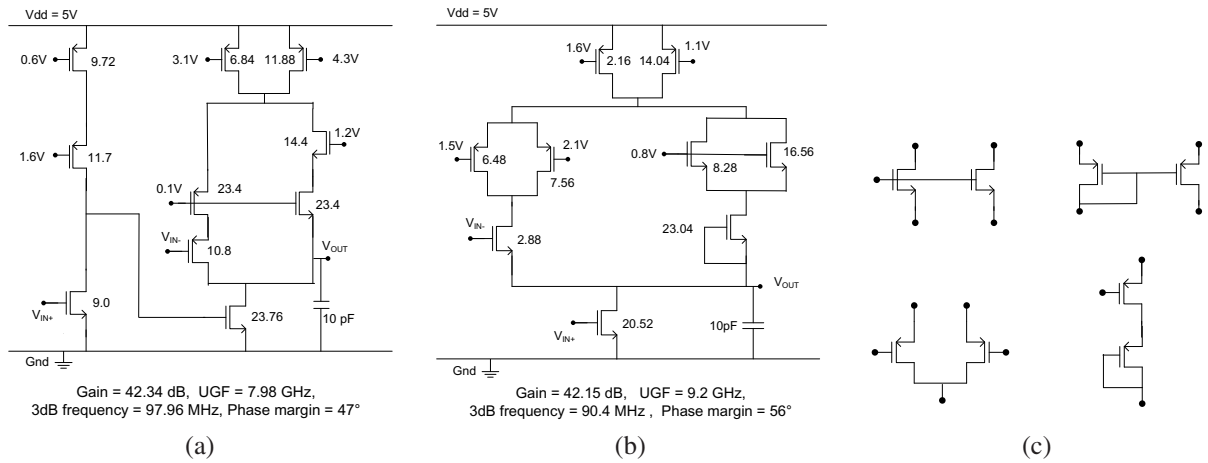 Vdd = 5V
0.6V
9.72
3.1V
6.84
11.88
4.3V
1.6V
11.7
14.4
1.2V
0.1V
23.4
23.4
VIN-
10.8
VOUT
VIN+
9.0
23.76
10 pF
Gnd
Gain = 42.34 dB, UGF = 7.98 GHz,
3dB frequency = 97.96 MHz, Phase margin = 47°
(a)
Vdd = 5V
1.6V
2.16
14.04
1.1V
1.5V
6.48
2.1V
7.56
0.8V
8.28
16.56
VIN-
2.88
23.04
VOUT
VIN+
20.52
10pF
Gnd
Gain = 42.15 dB, UGF = 9.2 GHz,
3dB frequency = 90.4 MHz , Phase margin = 56°
(b)
(c)